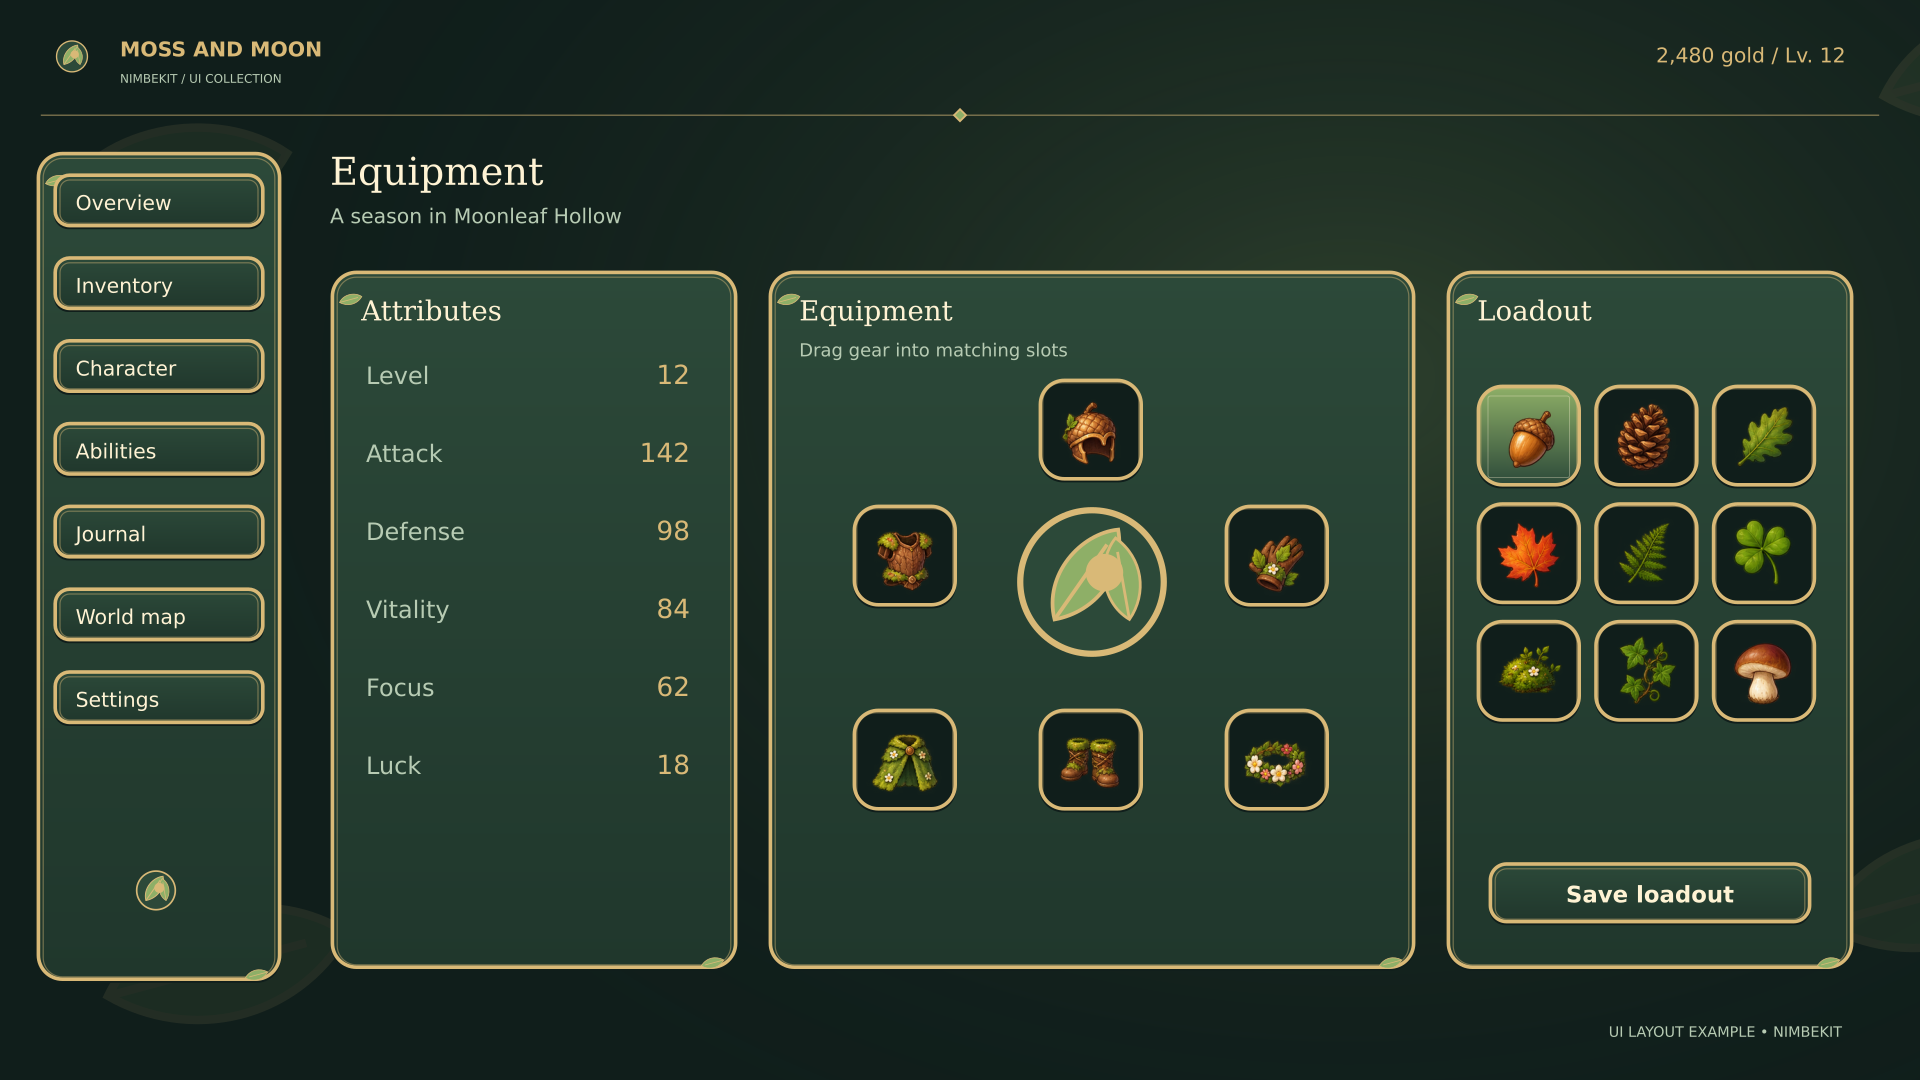 MOSS AND MOON
NIMBEKIT / UI COLLECTION
2,480 gold / Lv. 12
Overview
Inventory
Character
Abilities
Journal
World map
Settings
Equipment
A season in Moonleaf Hollow
Attributes
Level 12
Attack 142
Defense 98
Vitality 84
Focus 62
Luck 18
Equipment
Drag gear into matching slots
Loadout
Save loadout
UI LAYOUT EXAMPLE • NIMBEKIT